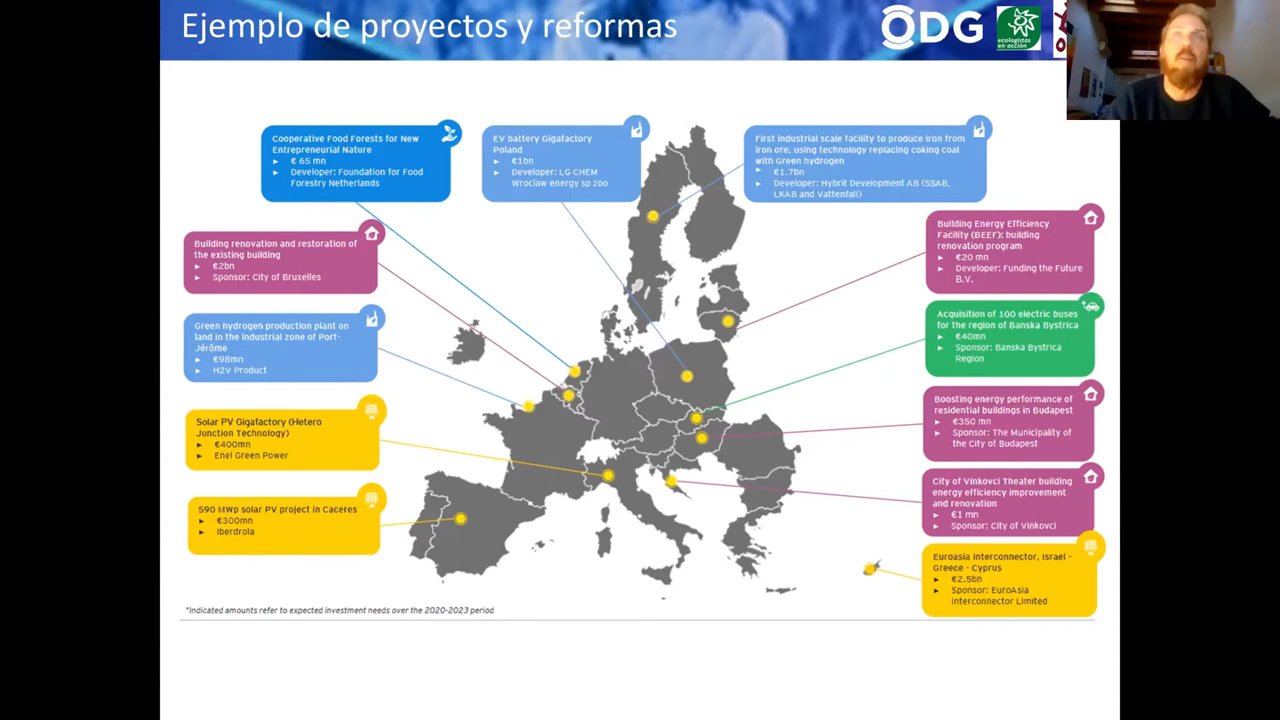 Ejemplo de proyectos y reformas
ODG
ecologistas
en acción
Cooperative Food Forests for New
Entrepreneurial Nature
► € 65 mn
► Developer: Foundation for Food
Forestry Netherlands
EV battery Gigafactory
Poland
► €1bn
► Developer: LG CHEM
Wroclaw energy sp zoo
First industrial scale facility to produce iron from
iron ore, using technology replacing coking coal
with Green hydrogen
► €1.7bn
► Developer: Hybrit Development AB (SSAB,
LKAB and Vattenfall)
Building renovation and restoration of
the existing building
► €2bn
► Sponsor: City of Bruxelles
Building Energy Efficiency
Facility (BEEF): building
renovation program
► €20 mn
► Developer: Funding the Future
B.V.
Green hydrogen production plant on
land in the industrial zone of Port-
Jérôme
► €98mn
► H2V Product
Acquisition of 100 electric buses
for the region of Banska Bystrica
► €40mn
► Sponsor: Banska Bystrica
Region
Solar PV Gigafactory (Hetero
Junction Technology)
► €400mn
► Enel Green Power
Boosting energy performance of
residential buildings in Budapest
► €350 mn
► Sponsor: The Municipality of
the City of Budapest
590 MWp solar PV project in Caceres
► €300mn
► Iberdrola
City of Vinkovci Theater building
energy efficiency improvement
and renovation
► €1 mn
► Sponsor: City of Vinkovci
Euroasia Interconnector, Israel -
Greece - Cyprus
► €2.5bn
► Sponsor: EuroAsia
Interconnector Limited
*Indicated amounts refer to expected investment needs over the 2020-2023 period